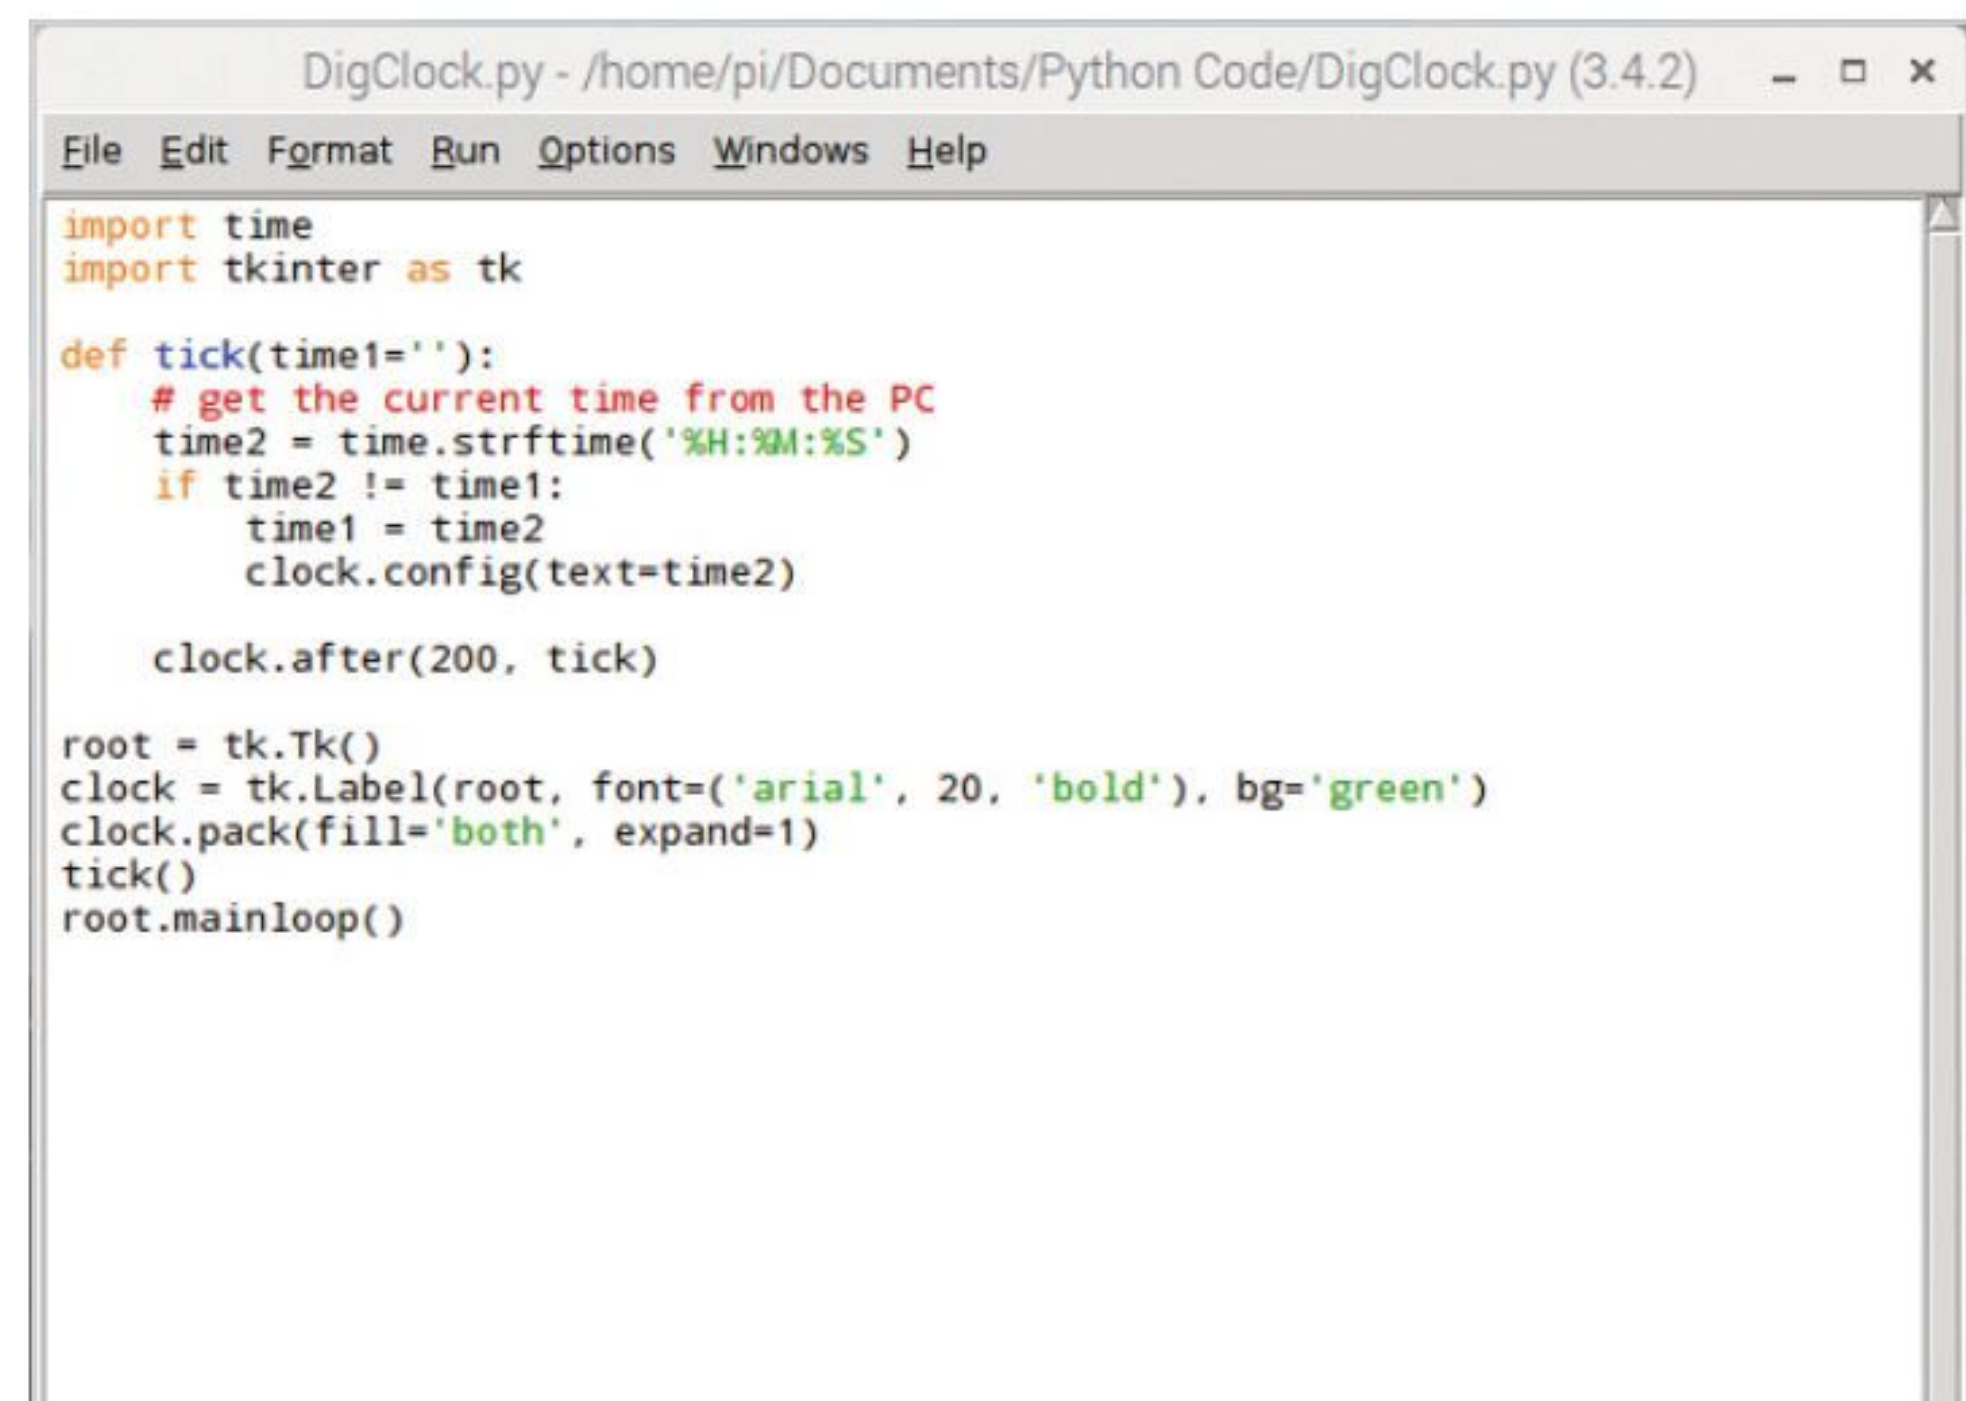 DigClock.py - /home/pi/Documents/Python Code/DigClock.py (3.4.2)
File Edit Format Run Options Windows Help
import time
import tkinter as tk
def tick(time1=''):
    # get the current time from the PC
    time2 = time.strftime('%H:%M:%S')
    if time2 != time1:
        time1 = time2
        clock.config(text=time2)
    clock.after(200, tick)
root = tk.Tk()
clock = tk.Label(root, font=('arial', 20, 'bold'), bg='green')
clock.pack(fill='both', expand=1)
tick()
root.mainloop()